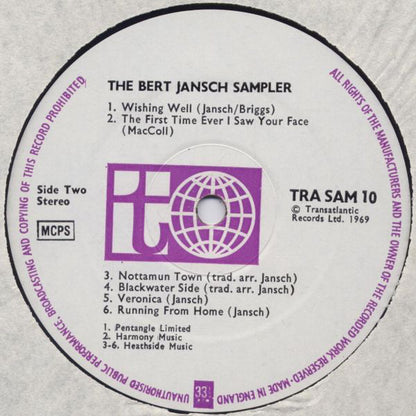 THE BERT JANSCH SAMPLER
1. Wishing Well (Jansch/Briggs)
2. The First Time Ever I Saw Your Face
(MacColl)
Side Two
Stereo
MCPS
it
TRA SAM 10
© Transatlantic
Records Ltd. 1969
3. Nottamun Town (trad. arr. Jansch)
4. Blackwater Side (trad. arr. Jansch)
5. Veronica (Jansch)
6. Running From Home (Jansch)
1. Pentangle Limited
2. Harmony Music
3-6. Heathside Music
33⅓
ALL RIGHTS OF THE MANUFACTURERS AND THE OWNER OF THE RECORDED WORK RESERVED·MADE IN ENGLAND
UNAUTHORISED PUBLIC PERFORMANCE, BROADCASTING AND COPYING OF THIS RECORD PROHIBITED